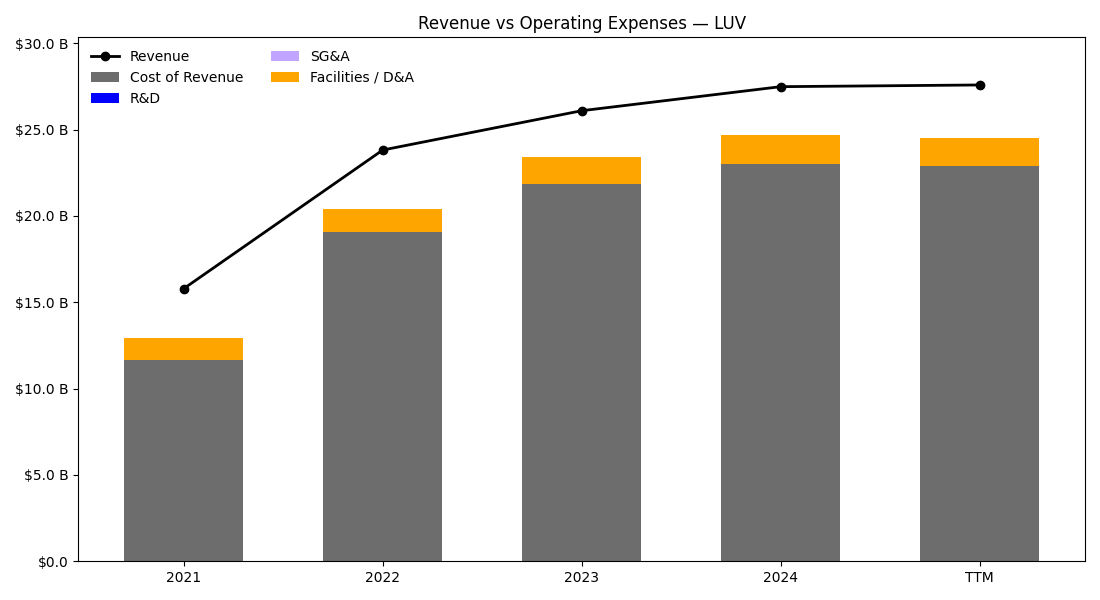 Revenue vs Operating Expenses — LUV
$30.0 B
$25.0 B
$20.0 B
$15.0 B
$10.0 B
$5.0 B
$0.0
Revenue
Cost of Revenue
R&D
SG&A
Facilities / D&A
2021
2022
2023
2024
TTM